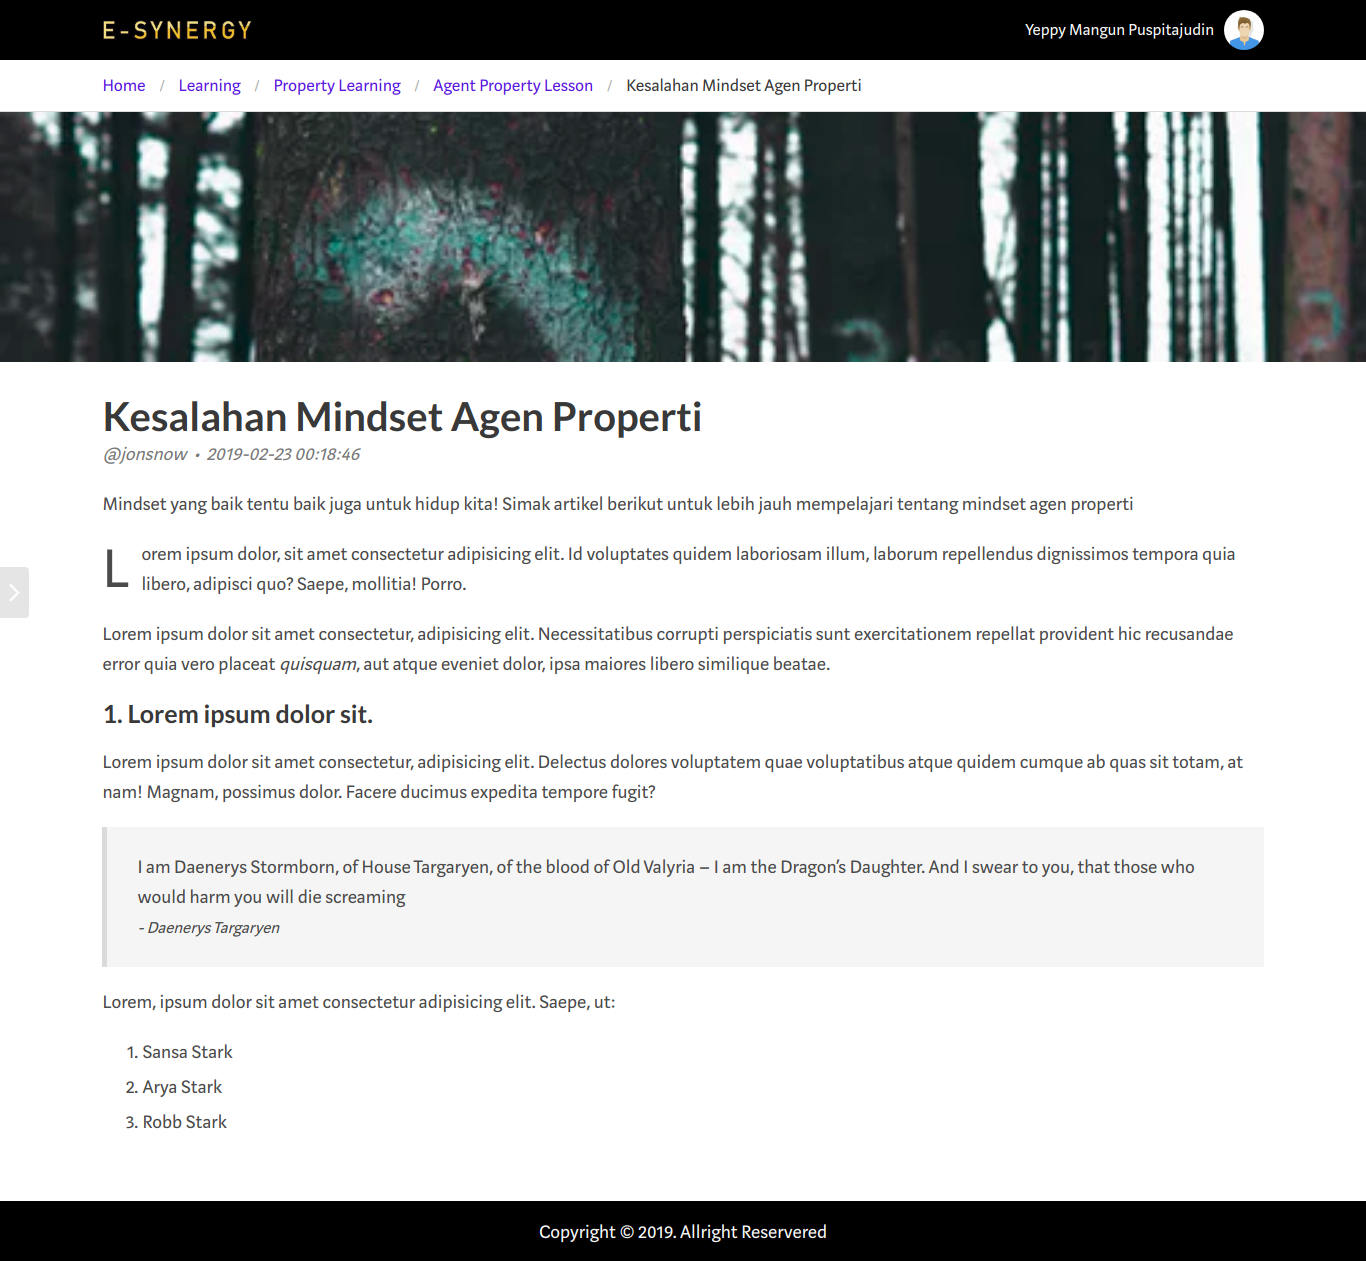 E-SYNERGY
Yeppy Mangun Puspitajudin
Home / Learning / Property Learning / Agent Property Lesson / Kesalahan Mindset Agen Properti
Kesalahan Mindset Agen Properti
@jonsnow • 2019-02-23 00:18:46
Mindset yang baik tentu baik juga untuk hidup kita! Simak artikel berikut untuk lebih jauh mempelajari tentang mindset agen properti
Lorem ipsum dolor, sit amet consectetur adipisicing elit. Id voluptates quidem laboriosam illum, laborum repellendus dignissimos tempora quia
libero, adipisci quo? Saepe, mollitia! Porro.
Lorem ipsum dolor sit amet consectetur, adipisicing elit. Necessitatibus corrupti perspiciatis sunt exercitationem repellat provident hic recusandae
error quia vero placeat quisquam, aut atque eveniet dolor, ipsa maiores libero similique beatae.
1. Lorem ipsum dolor sit.
Lorem ipsum dolor sit amet consectetur, adipisicing elit. Delectus dolores voluptatem quae voluptatibus atque quidem cumque ab quas sit totam, at
nam! Magnam, possimus dolor. Facere ducimus expedita tempore fugit?
I am Daenerys Stormborn, of House Targaryen, of the blood of Old Valyria – I am the Dragon’s Daughter. And I swear to you, that those who
would harm you will die screaming
- Daenerys Targaryen
Lorem, ipsum dolor sit amet consectetur adipisicing elit. Saepe, ut:
1. Sansa Stark
2. Arya Stark
3. Robb Stark
Copyright © 2019. Allright Reservered